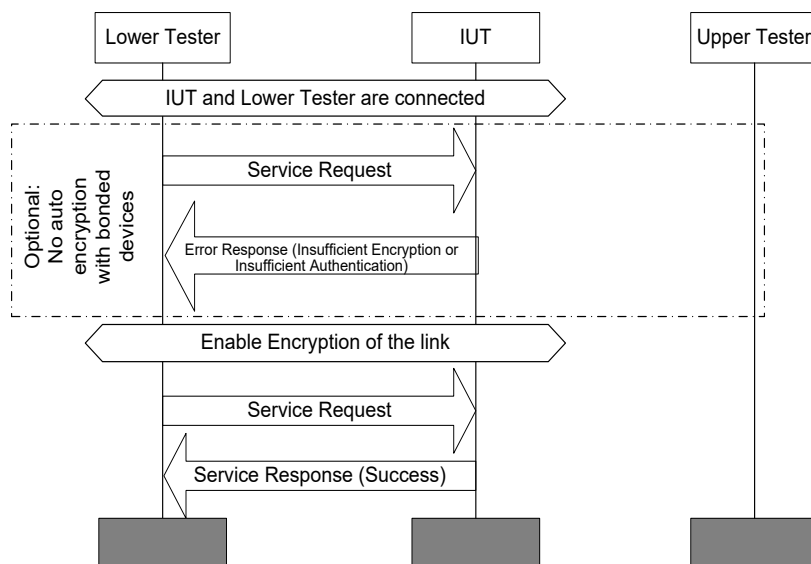 Lower Tester
IUT
Upper Tester
IUT and Lower Tester are connected
Optional:
No auto
encryption
with bonded
devices
Service Request
Error Response (Insufficient Encryption or
Insufficient Authentication)
Enable Encryption of the link
Service Request
Service Response (Success)